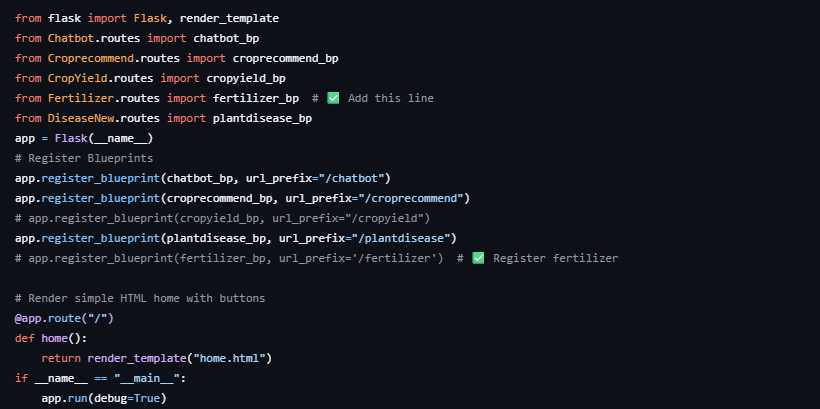 from flask import Flask, render_template
from Chatbot.routes import chatbot_bp
from Croprecommend.routes import croprecommend_bp
from CropYield.routes import cropyield_bp
from Fertilizer.routes import fertilizer_bp  # ✅ Add this line
from DiseaseNew.routes import plantdisease_bp
app = Flask(__name__)
# Register Blueprints
app.register_blueprint(chatbot_bp, url_prefix="/chatbot")
app.register_blueprint(croprecommend_bp, url_prefix="/croprecommend")
# app.register_blueprint(cropyield_bp, url_prefix="/cropyield")
app.register_blueprint(plantdisease_bp, url_prefix="/plantdisease")
# app.register_blueprint(fertilizer_bp, url_prefix='/fertilizer')  # ✅ Register fertilizer

# Render simple HTML home with buttons
@app.route("/")
def home():
    return render_template("home.html")
if __name__ == "__main__":
    app.run(debug=True)